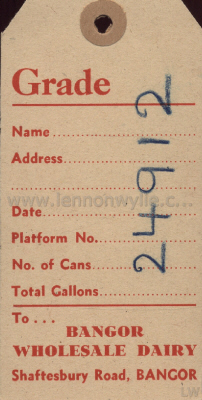 Grade
Name
Address
Date
Platform No.
No. of Cans
Total Gallons
To ...
BANGOR
WHOLESALE DAIRY
Shaftesbury Road, BANGOR
24912
www.lennonwylie.c...
LW